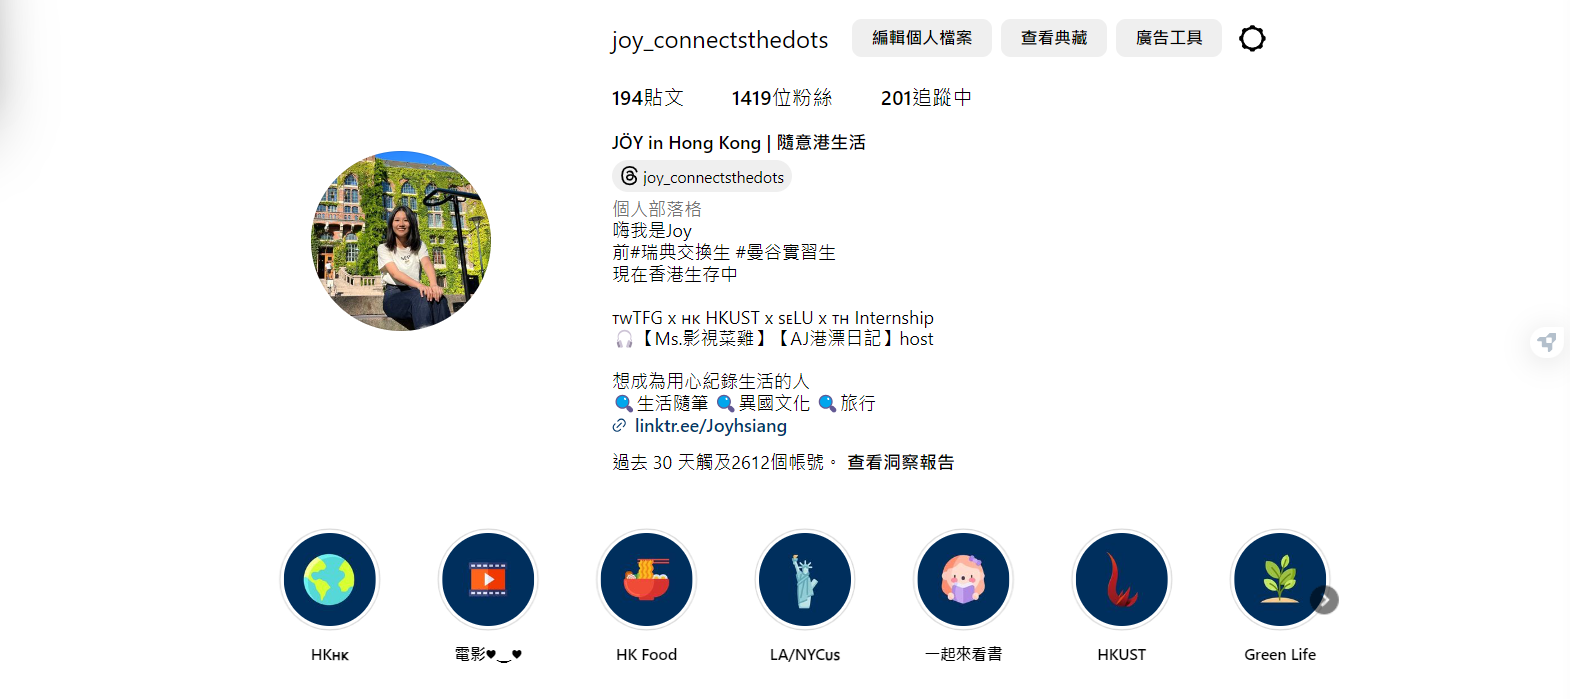 joy_connectsthedots 編輯個人檔案 查看典藏 廣告工具
194貼文 1419位粉絲 201追蹤中
JÖY in Hong Kong | 隨意港生活
joy_connectsthedots
個人部落格
嗨我是Joy
前#瑞典交換生 #曼谷實習生
現在香港生存中
ᴛᴡTFG x ʜᴋ HKUST x sᴇLU x ᴛʜ Internship
🎧【Ms.影視菜雞】【AJ港漂日記】host
想成為用心紀錄生活的人
🔍生活隨筆 🔍異國文化 🔍旅行
linktr.ee/Joyhsiang
過去 30 天觸及2612個帳號。 查看洞察報告
HKʜᴋ 電影♥‿♥ HK Food LA/NYCᴜs 一起來看書 HKUST Green Life